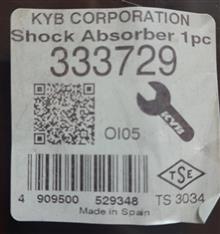 KYB CORPORATION
Shock Absorber 1pc
333729
KYB
OI05
TSE
4 909500 529348
TS 3034
Made in Spain